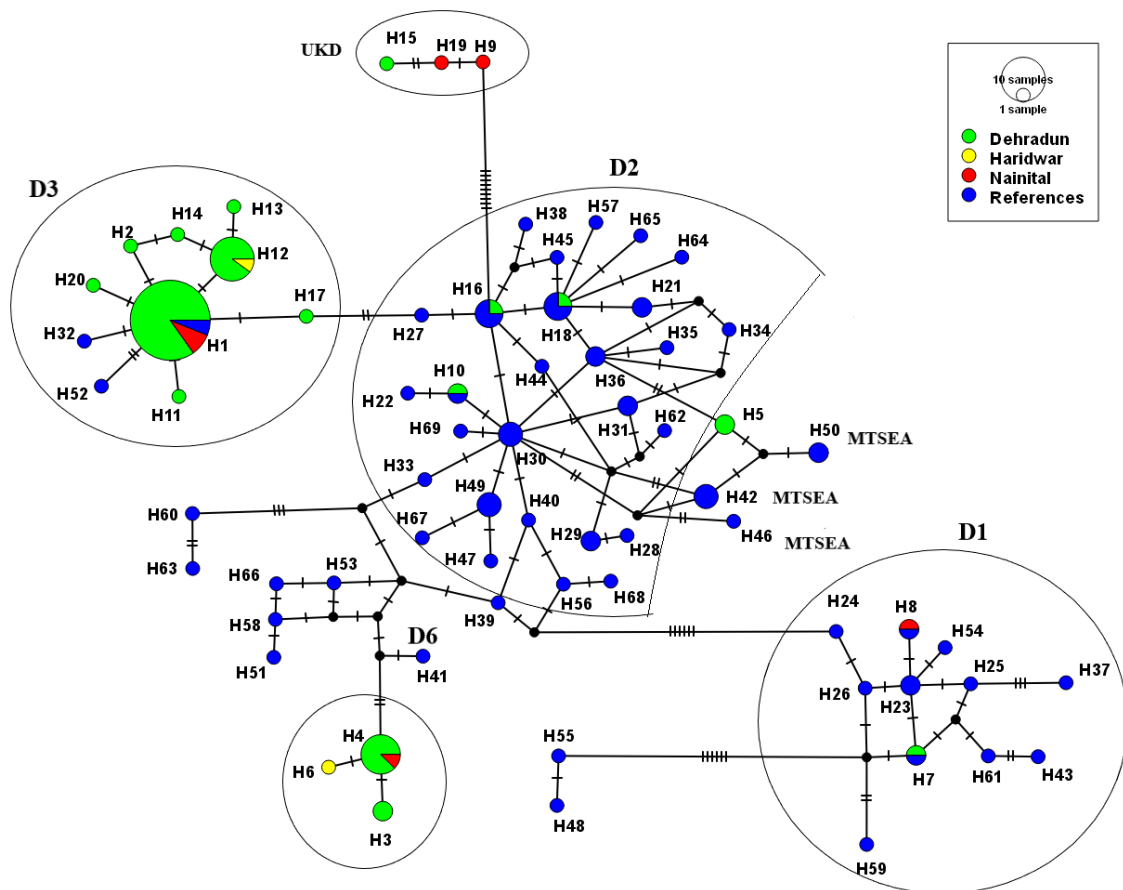 UKD
H15
H19
H9
10 samples
1 sample
Dehradun
Haridwar
Nainital
References
D3
H13
H14
H2
H12
H20
H32
H1
H52
H11
H17
D2
H57
H38
H65
H45
H64
H16
H18
H21
H27
H34
H35
H36
H44
H10
H22
H69
H30
H31
H62
H5
H50
MTSEA
H33
H49
H40
H42
MTSEA
H67
H47
H29
H28
H46
MTSEA
H60
H63
H66
H53
H58
H51
H39
H56
H68
D6
H41
H4
H6
H3
D1
H24
H8
H54
H25
H37
H26
H23
H7
H61
H43
H55
H48
H59